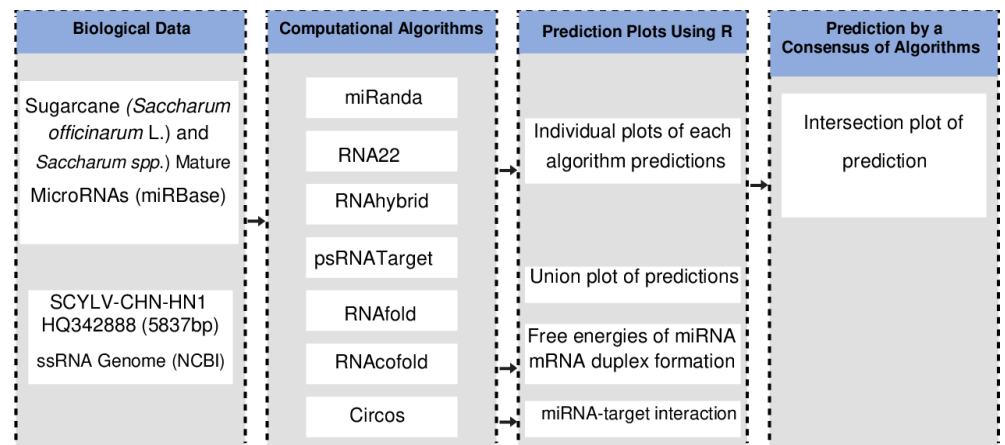 Biological Data
Sugarcane (Saccharum
officinarum L.) and
Saccharum spp.) Mature
MicroRNAs (miRBase)
SCYLV-CHN-HN1
HQ342888 (5837bp)
ssRNA Genome (NCBI)
Computational Algorithms
miRanda
RNA22
RNAhybrid
psRNATarget
RNAfold
RNAcofold
Circos
Prediction Plots Using R
Individual plots of each
algorithm predictions
Union plot of predictions
Free energies of miRNA
mRNA duplex formation
miRNA-target interaction
Prediction by a
Consensus of Algorithms
Intersection plot of
prediction